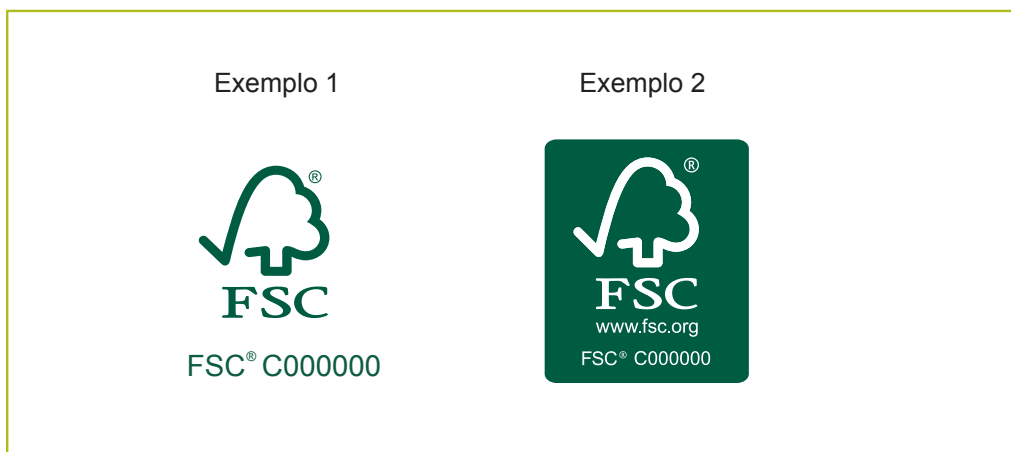 Exemplo 1
®
FSC
FSC® C000000
Exemplo 2
®
FSC
www.fsc.org
FSC® C000000